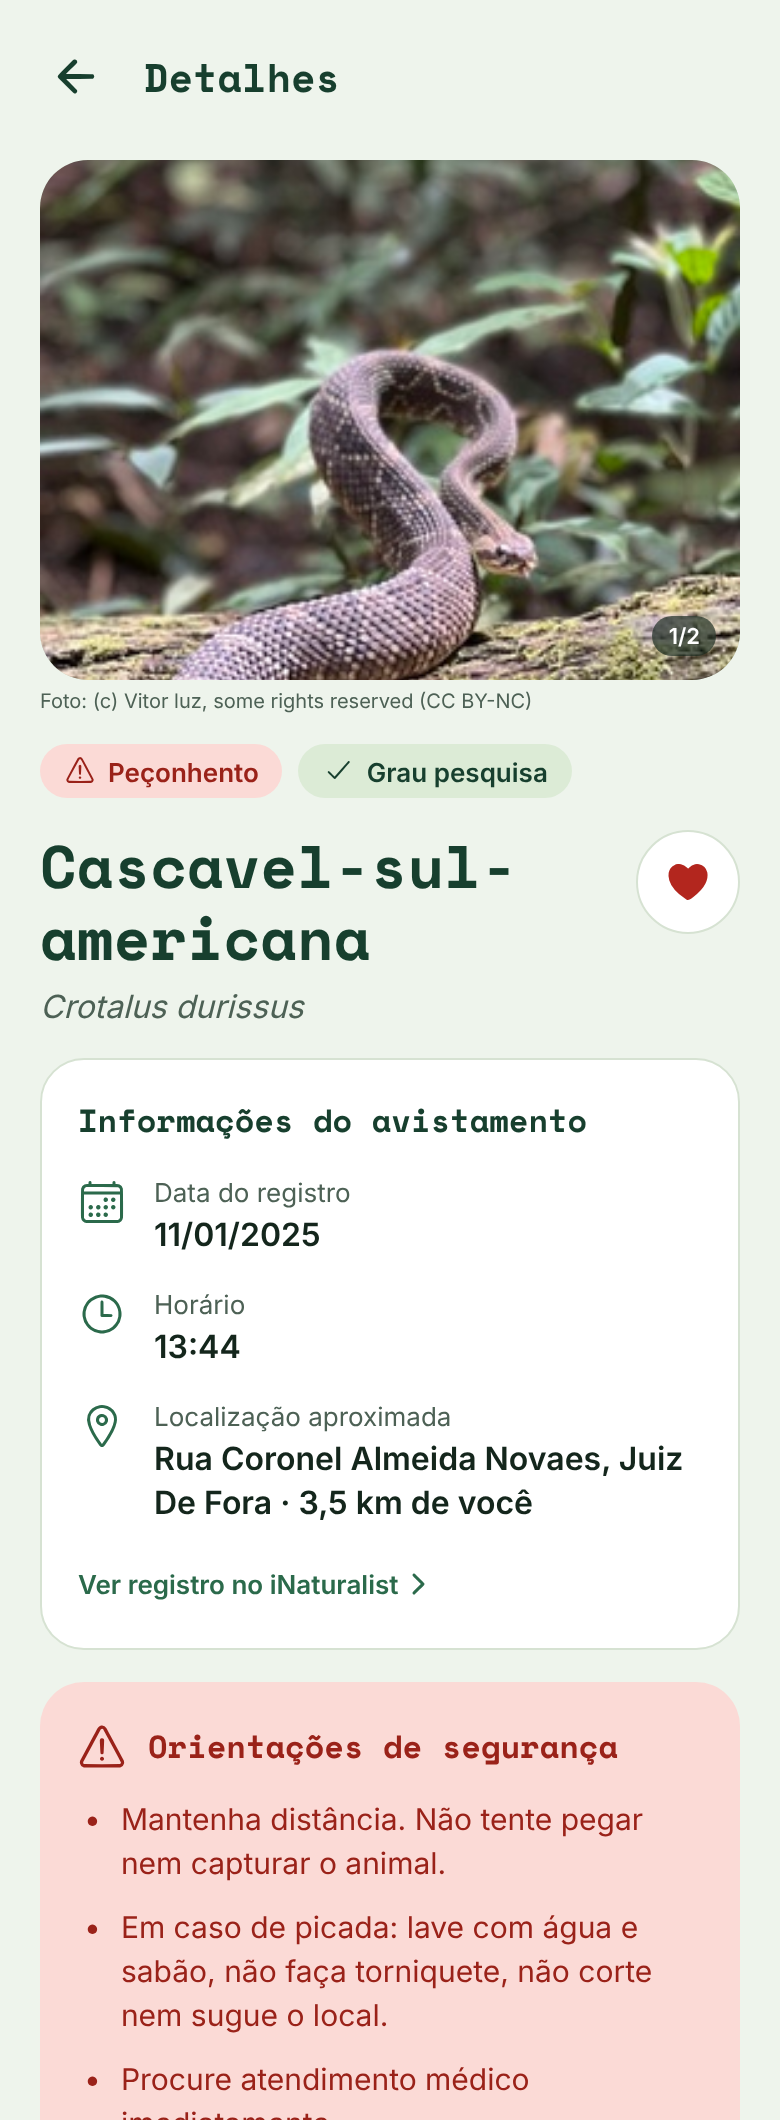 Detalhes
1/2
Foto: (c) Vitor luz, some rights reserved (CC BY-NC)
Peçonhento
Grau pesquisa
Cascavel-sul-
americana
Crotalus durissus
Informações do avistamento
Data do registro
11/01/2025
Horário
13:44
Localização aproximada
Rua Coronel Almeida Novaes, Juiz
De Fora · 3,5 km de você
Ver registro no iNaturalist
Orientações de segurança
• Mantenha distância. Não tente pegar
nem capturar o animal.
• Em caso de picada: lave com água e
sabão, não faça torniquete, não corte
nem sugue o local.
• Procure atendimento médico